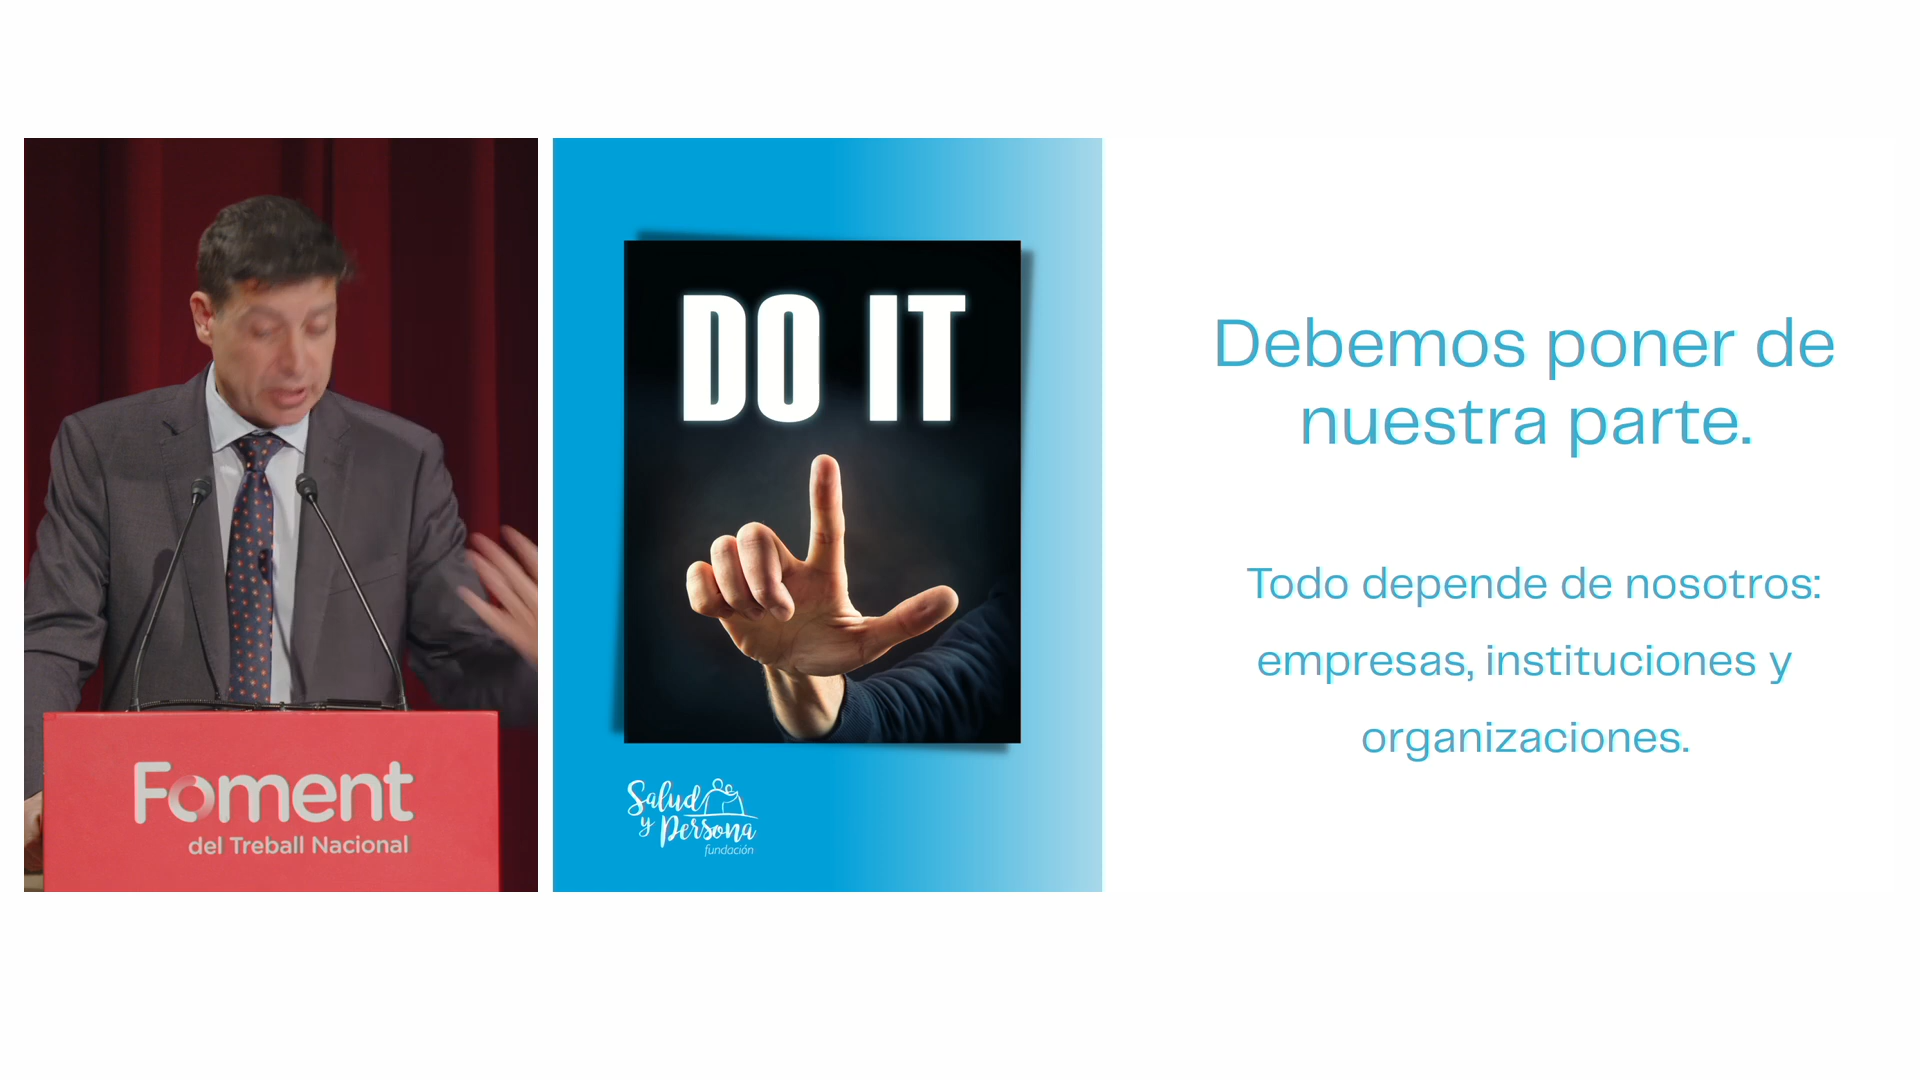 Foment
del Treball Nacional
DO IT
Salud
y Persona
fundación
Debemos poner de
nuestra parte.
Todo depende de nosotros:
empresas, instituciones y
organizaciones.